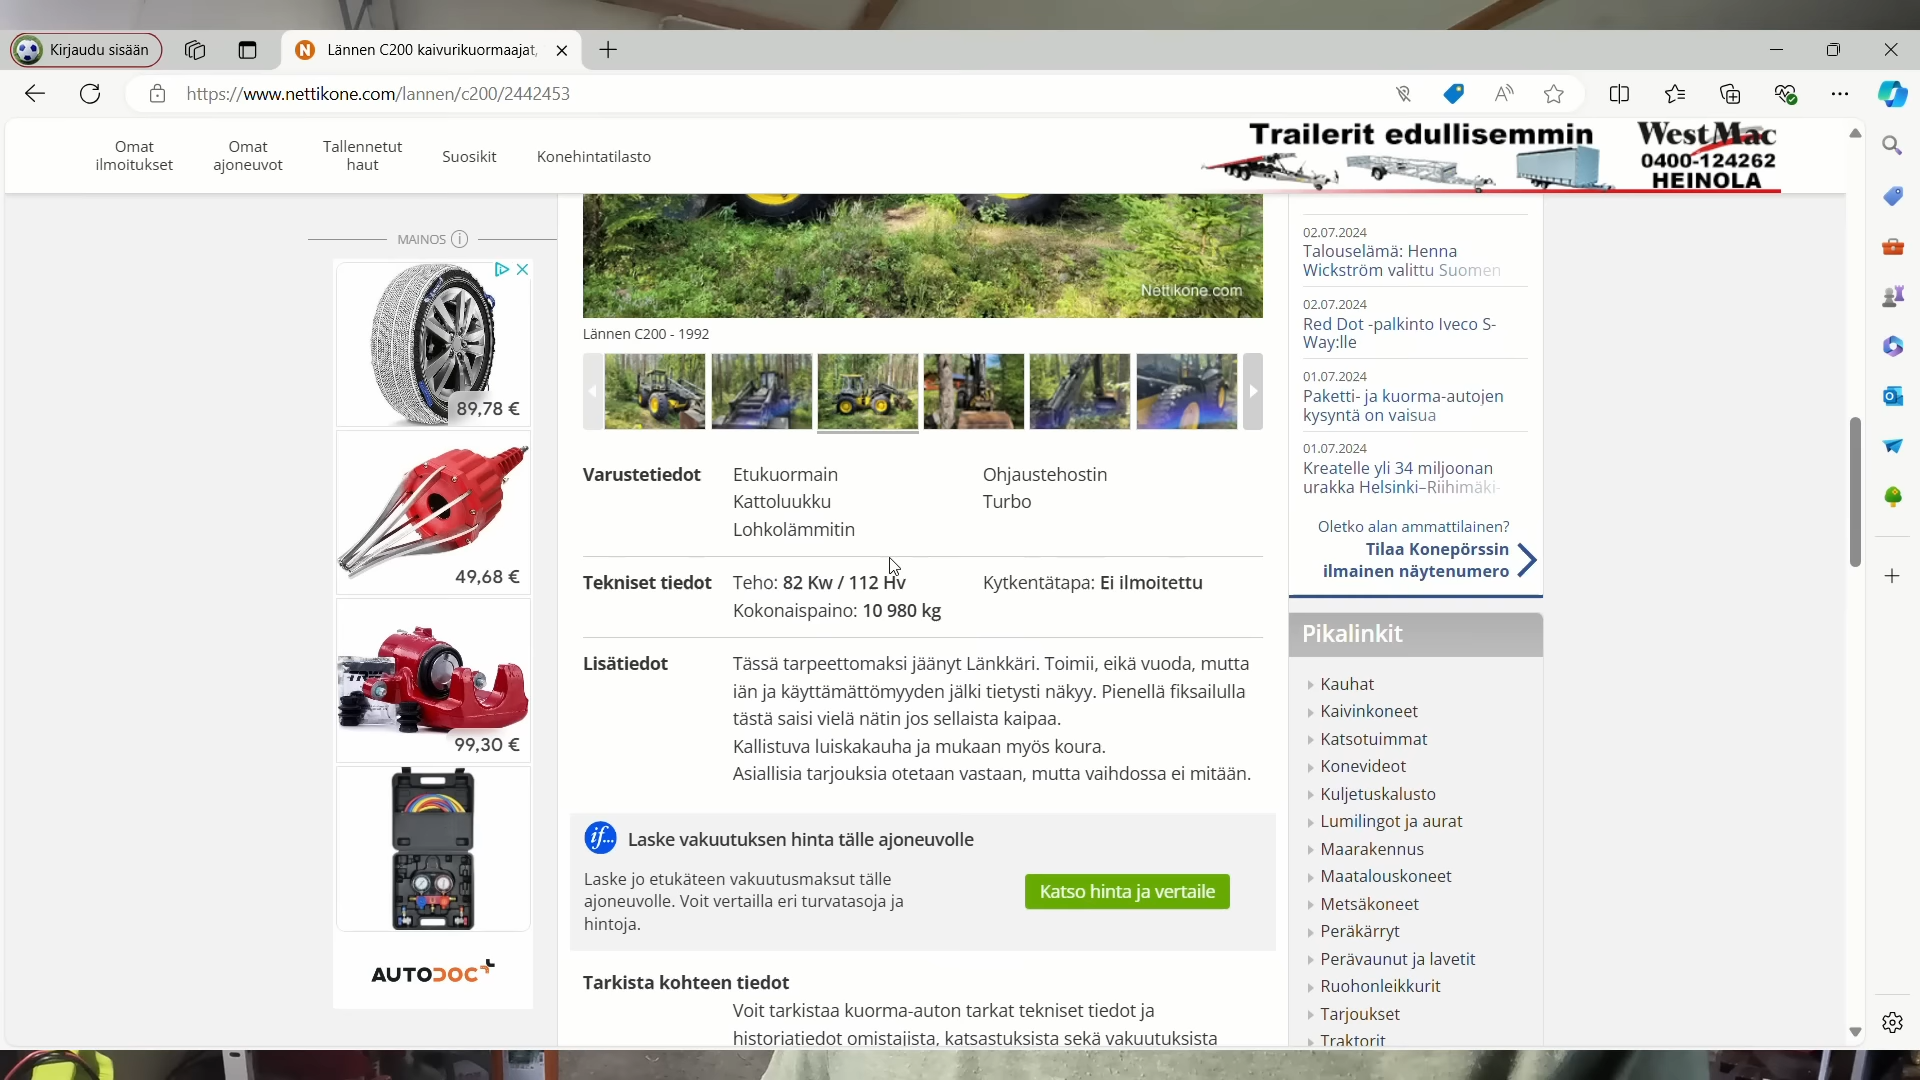 Kirjaudu sisään
Lännen C200 kaivurikuormaajat,
https://www.nettikone.com/lannen/c200/2442453
Omat ilmoitukset
Omat ajoneuvot
Tallennetut haut
Suosikit
Konehintatilasto
Trailerit edullisemmin
WestMac
0400-124262
HEINOLA
MAINOS
89,78 €
49,68 €
99,30 €
AUTODOC
Nettikone.com
Lännen C200 - 1992
Varustetiedot
Etukuormain
Ohjaustehostin
Kattoluukku
Turbo
Lohkolämmitin
Tekniset tiedot
Teho: 82 Kw / 112 Hv
Kytkentätapa: Ei ilmoitettu
Kokonaispaino: 10 980 kg
Lisätiedot
Tässä tarpeettomaksi jäänyt Länkkäri. Toimii, eikä vuoda, mutta
iän ja käyttämättömyyden jälki tietysti näkyy. Pienellä fiksailulla
tästä saisi vielä nätin jos sellaista kaipaa.
Kallistuva luiskakauha ja mukaan myös koura.
Asiallisia tarjouksia otetaan vastaan, mutta vaihdossa ei mitään.
if...
Laske vakuutuksen hinta tälle ajoneuvolle
Laske jo etukäteen vakuutusmaksut tälle
ajoneuvolle. Voit vertailla eri turvatasoja ja
hintoja.
Katso hinta ja vertaile
Tarkista kohteen tiedot
Voit tarkistaa kuorma-auton tarkat tekniset tiedot ja
historiatiedot omistajista, katsastuksista sekä vakuutuksista
02.07.2024
Talouselämä: Henna
Wickström valittu Suomen
02.07.2024
Red Dot -palkinto Iveco S-
Way:lle
01.07.2024
Paketti- ja kuorma-autojen
kysyntä on vaisua
01.07.2024
Kreatelle yli 34 miljoonan
urakka Helsinki–Riihimäki-
Oletko alan ammattilainen?
Tilaa Konepörssin
ilmainen näytenumero
Pikalinkit
Kauhat
Kaivinkoneet
Katsotuimmat
Konevideot
Kuljetuskalusto
Lumilingot ja aurat
Maarakennus
Maatalouskoneet
Metsäkoneet
Peräkärryt
Perävaunut ja lavetit
Ruohonleikkurit
Tarjoukset
Traktorit